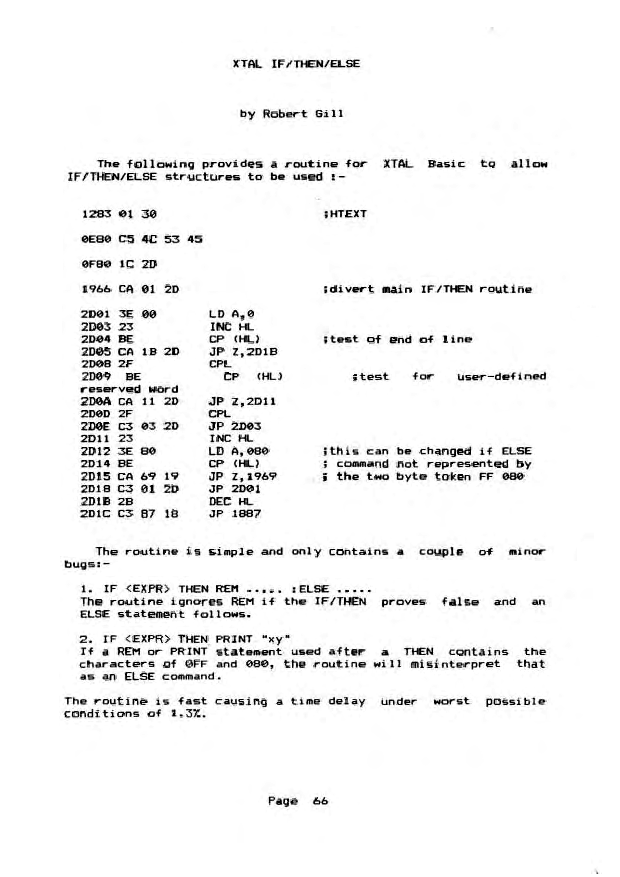 XTAL IF/THEN/ELSE
by Robert Gill
The following provides a routine for XTAL Basic to allow
IF/THEN/ELSE structures to be used :-
1283 01 30 ;HTEXT
0E80 C5 4C 53 45
0F80 1C 2D
1966 CA 01 2D ;divert main IF/THEN routine
2D01 3E 00 LD A,0
2D03 23 INC HL
2D04 BE CP (HL) ;test of end of line
2D05 CA 1B 2D JP Z,2D1B
2D08 2F CPL
2D09 BE CP (HL) ;test for user-defined
reserved word
2D0A CA 11 2D JP Z,2D11
2D0D 2F CPL
2D0E C3 03 2D JP 2D03
2D11 23 INC HL
2D12 3E 80 LD A,080 ;this can be changed if ELSE
2D14 BE CP (HL) ; command not represented by
2D15 CA 69 19 JP Z,1969 ; the two byte token FF 080
2D18 C3 01 2D JP 2D01
2D1B 2B DEC HL
2D1C C3 87 18 JP 1887
The routine is simple and only contains a couple of minor
bugs:-
1. IF <EXPR> THEN REM ..... :ELSE .....
The routine ignores REM if the IF/THEN proves false and an
ELSE statement follows.
2. IF <EXPR> THEN PRINT "xy"
If a REM or PRINT statement used after a THEN contains the
characters of 0FF and 080, the routine will misinterpret that
as an ELSE command.
The routine is fast causing a time delay under worst possible
conditions of 1.3%.
Page 66